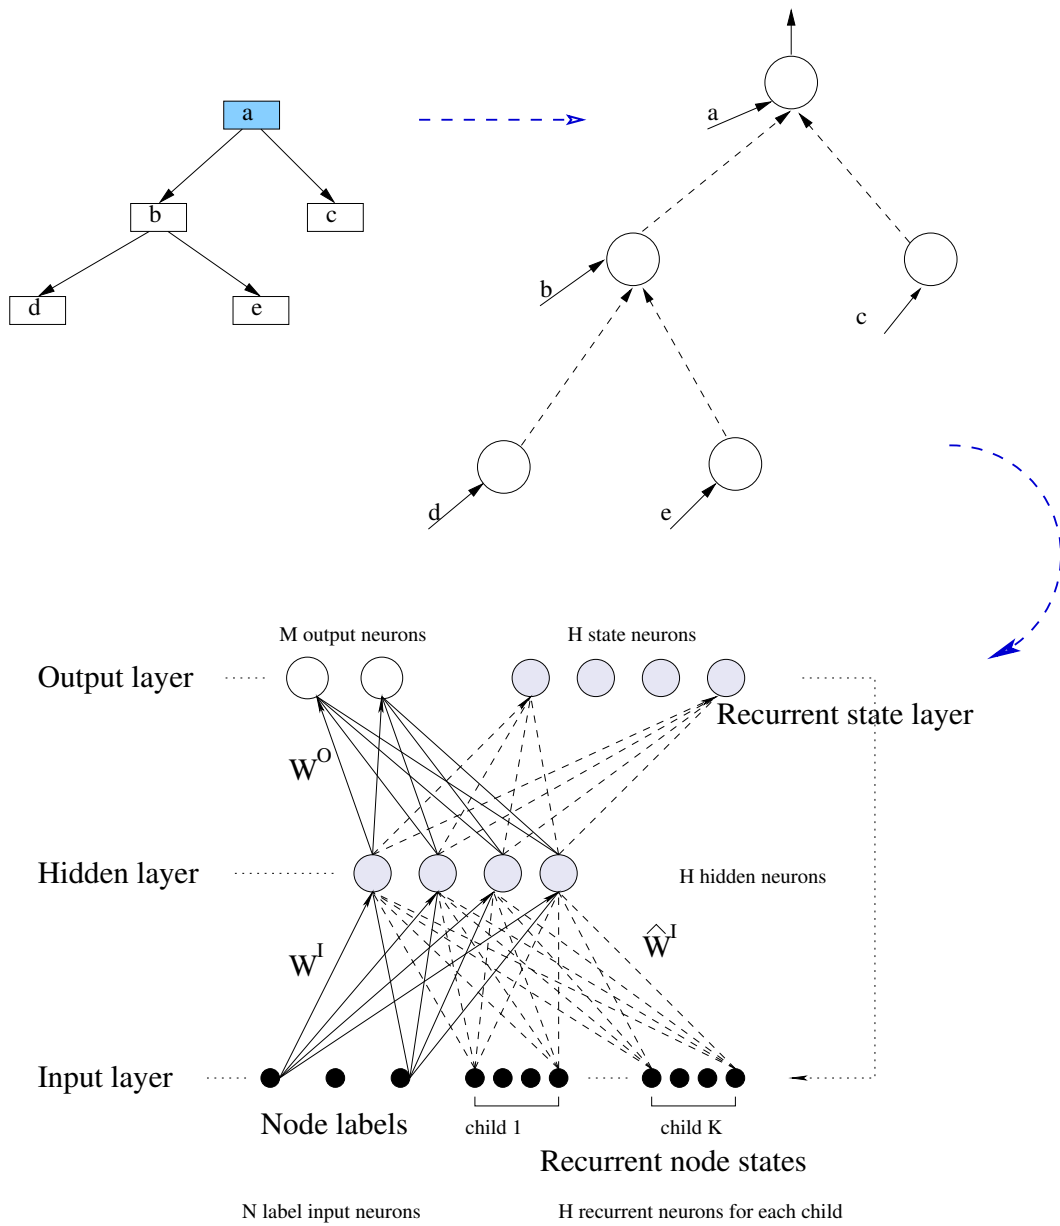 a
b
c
d
e
a
b
c
d
e
M output neurons
H state neurons
Output layer
Recurrent state layer
W^O
Hidden layer
H hidden neurons
W^I
Ŵ^I
Input layer
Node labels
child 1
child K
Recurrent node states
N label input neurons
H recurrent neurons for each child